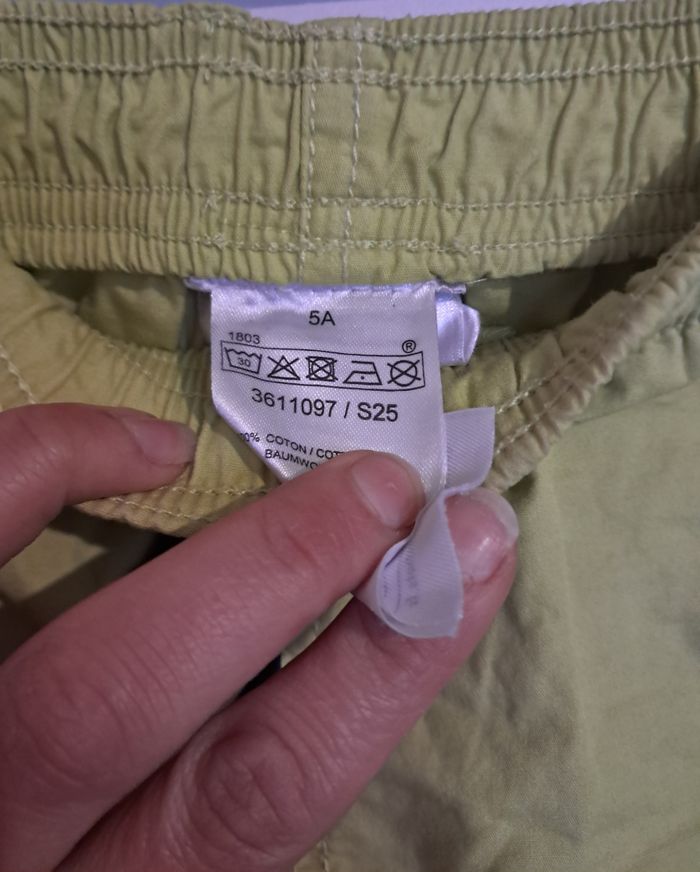 5A
1803
®
30
3611097 / S25
COTON / COT
BAUMWO